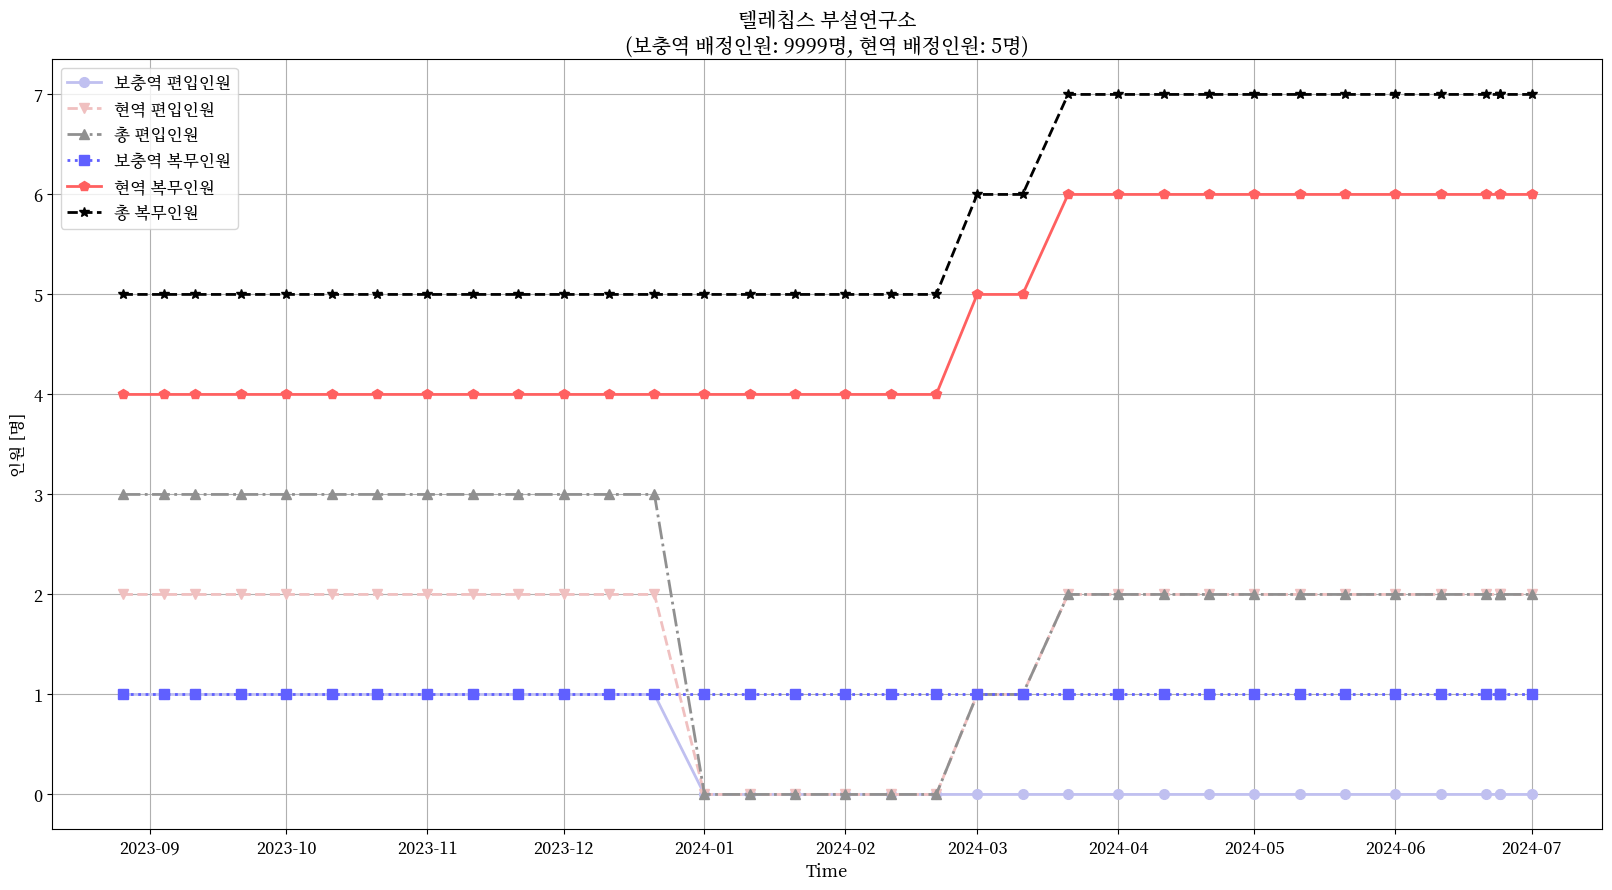 텔레칩스 부설연구소
(보충역 배정인원: 9999명, 현역 배정인원: 5명)
보충역 편입인원
현역 편입인원
총 편입인원
보충역 복무인원
현역 복무인원
총 복무인원
인원 [명]
7
6
5
4
3
2
1
0
2023-09 2023-10 2023-11 2023-12 2024-01 2024-02 2024-03 2024-04 2024-05 2024-06 2024-07
Time